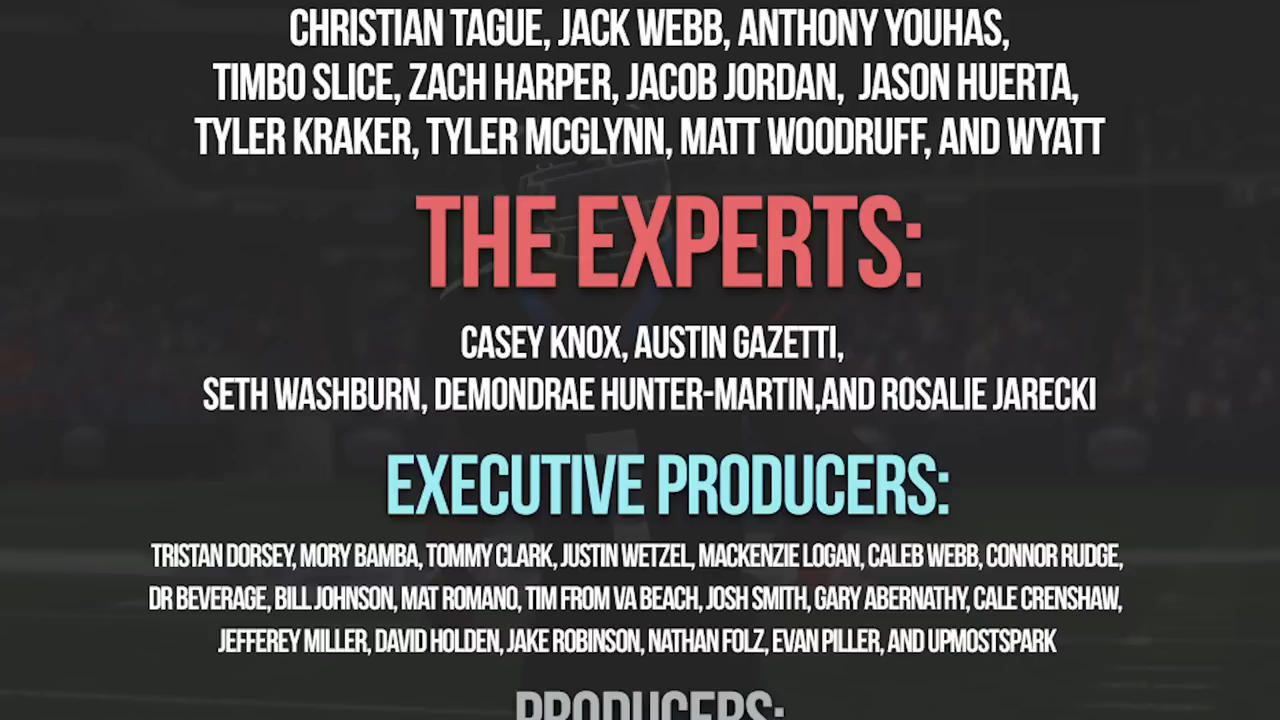 CHRISTIAN TAGUE, JACK WEBB, ANTHONY YOUHAS,
TIMBO SLICE, ZACH HARPER, JACOB JORDAN, JASON HUERTA,
TYLER KRAKER, TYLER MCGLYNN, MATT WOODRUFF, AND WYATT
THE EXPERTS:
CASEY KNOX, AUSTIN GAZETTI,
SETH WASHBURN, DEMONDRAE HUNTER-MARTIN,AND ROSALIE JARECKI
EXECUTIVE PRODUCERS:
TRISTAN DORSEY, MORY BAMBA, TOMMY CLARK, JUSTIN WETZEL, MACKENZIE LOGAN, CALEB WEBB, CONNOR RUDGE,
DR BEVERAGE, BILL JOHNSON, MAT ROMANO, TIM FROM VA BEACH, JOSH SMITH, GARY ABERNATHY, CALE CRENSHAW,
JEFFEREY MILLER, DAVID HOLDEN, JAKE ROBINSON, NATHAN FOLZ, EVAN PILLER, AND UPMOSTSPARK
PRODUCERS: